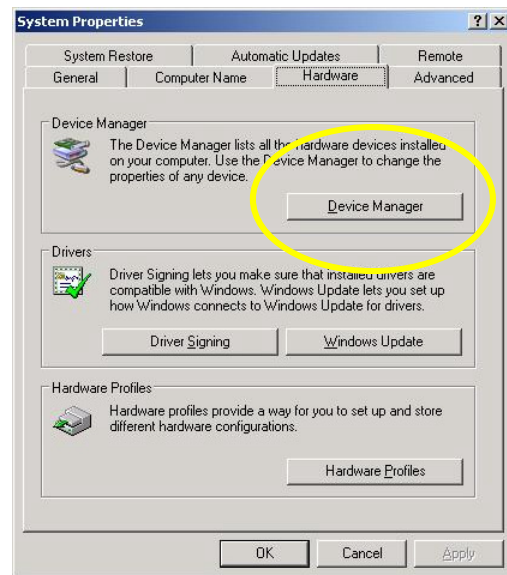 System Properties
? X
System Restore Automatic Updates Remote
General Computer Name Hardware Advanced
Device Manager
The Device Manager lists all the hardware devices installed
on your computer. Use the Device Manager to change the
properties of any device.
Device Manager
Drivers
Driver Signing lets you make sure that installed drivers are
compatible with Windows. Windows Update lets you set up
how Windows connects to Windows Update for drivers.
Driver Signing Windows Update
Hardware Profiles
Hardware profiles provide a way for you to set up and store
different hardware configurations.
Hardware Profiles
OK Cancel Apply